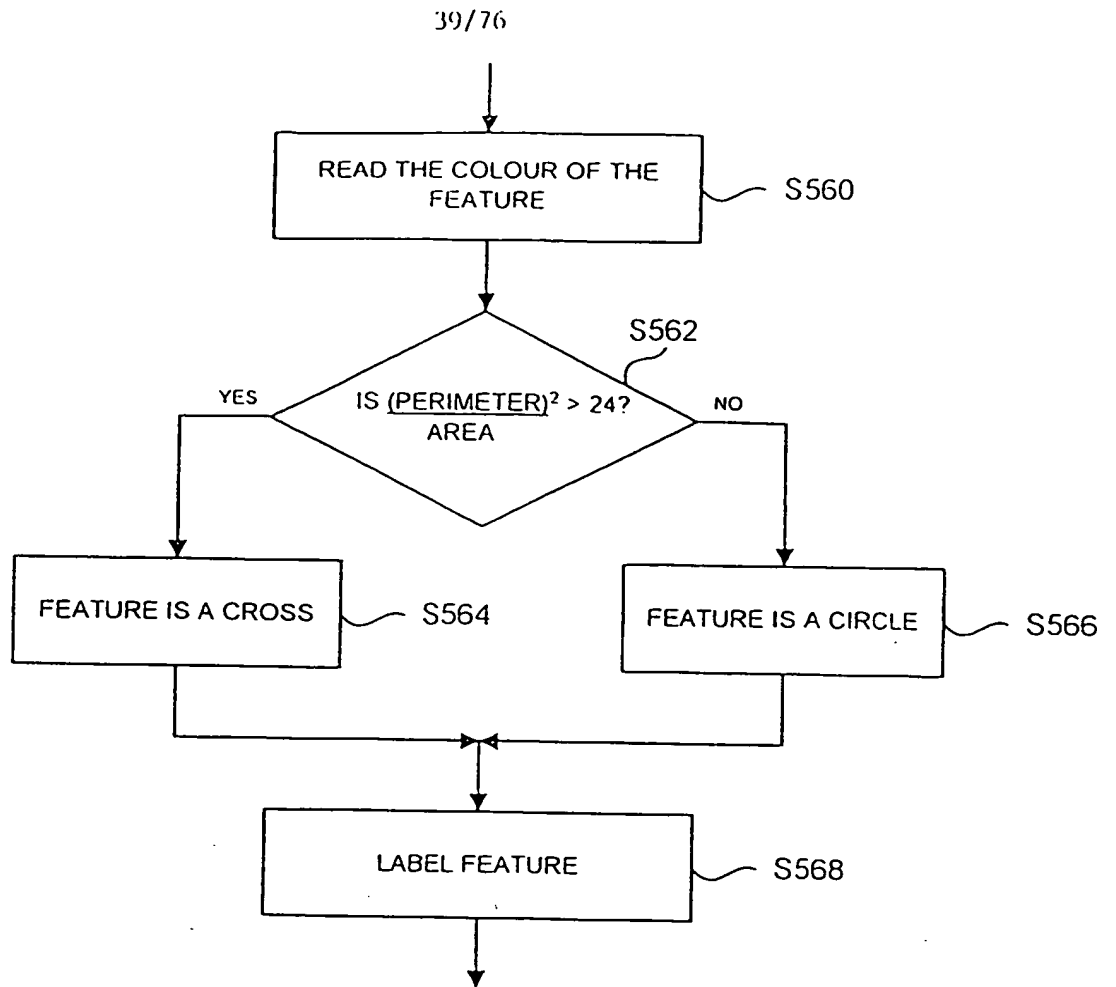 39/76
READ THE COLOUR OF THE
FEATURE
S560
S562
YES
IS (PERIMETER)² > 24?
AREA
NO
FEATURE IS A CROSS
S564
FEATURE IS A CIRCLE
S566
LABEL FEATURE
S568